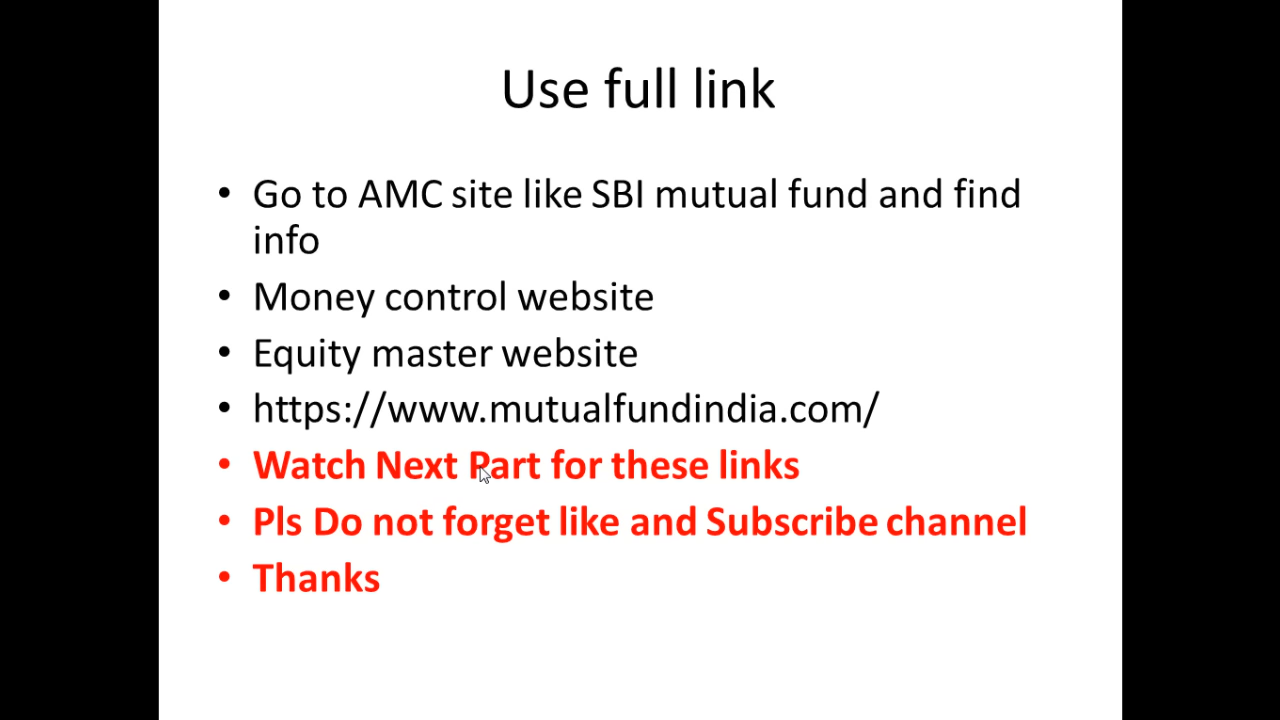 Use full link
• Go to AMC site like SBI mutual fund and find
info
• Money control website
• Equity master website
• https://www.mutualfundindia.com/
• Watch Next Part for these links
• Pls Do not forget like and Subscribe channel
• Thanks